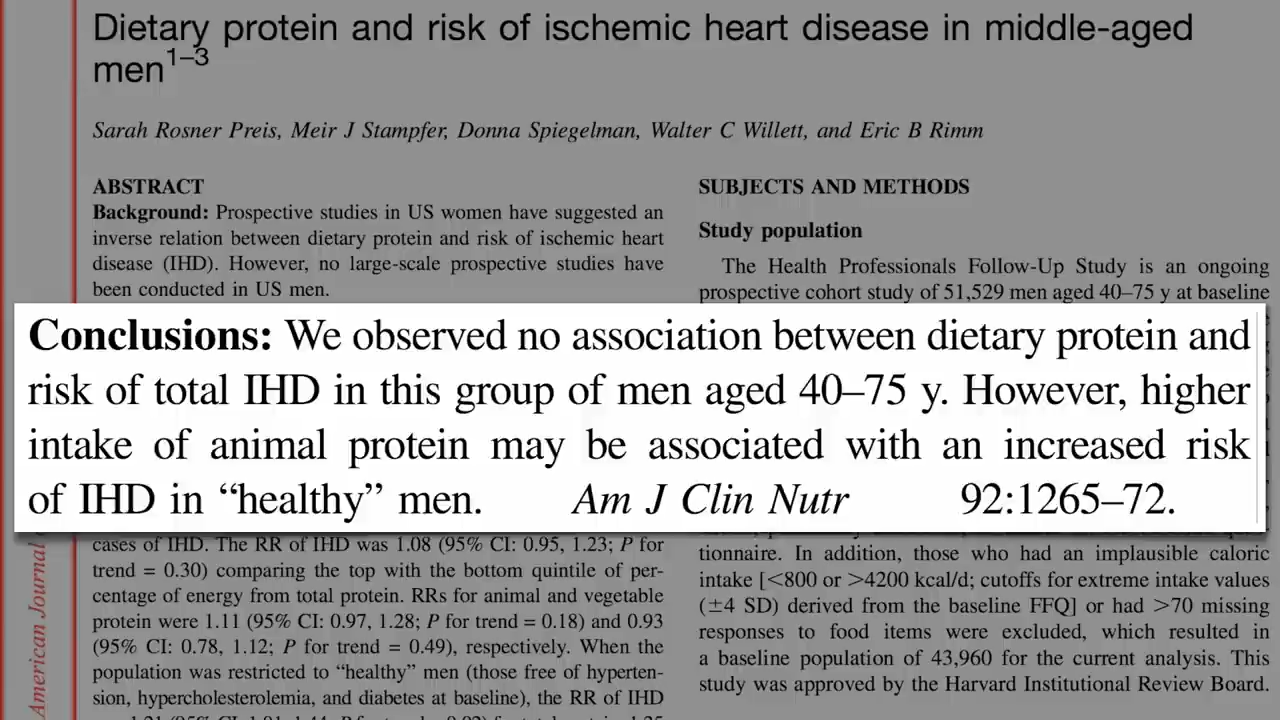 Dietary protein and risk of ischemic heart disease in middle-aged
men1–3
Sarah Rosner Preis, Meir J Stampfer, Donna Spiegelman, Walter C Willett, and Eric B Rimm
ABSTRACT
Background: Prospective studies in US women have suggested an
inverse relation between dietary protein and risk of ischemic heart
disease (IHD). However, no large-scale prospective studies have
been conducted in US men.
SUBJECTS AND METHODS
Study population
The Health Professionals Follow-Up Study is an ongoing
prospective cohort study of 51,529 men aged 40–75 y at baseline
Conclusions: We observed no association between dietary protein and
risk of total IHD in this group of men aged 40–75 y. However, higher
intake of animal protein may be associated with an increased risk
of IHD in “healthy” men. Am J Clin Nutr 92:1265–72.
cases of IHD. The RR of IHD was 1.08 (95% CI: 0.95, 1.23; P for
trend = 0.30) comparing the top with the bottom quintile of per-
centage of energy from total protein. RRs for animal and vegetable
protein were 1.11 (95% CI: 0.97, 1.28; P for trend = 0.18) and 0.93
(95% CI: 0.78, 1.12; P for trend = 0.49), respectively. When the
population was restricted to “healthy” men (those free of hyperten-
sion, hypercholesterolemia, and diabetes at baseline), the RR of IHD
tionnaire. In addition, those who had an implausible caloric
intake [<800 or >4200 kcal/d; cutoffs for extreme intake values
(±4 SD) derived from the baseline FFQ] or had >70 missing
responses to food items were excluded, which resulted in
a baseline population of 43,960 for the current analysis. This
study was approved by the Harvard Institutional Review Board.
American Journal